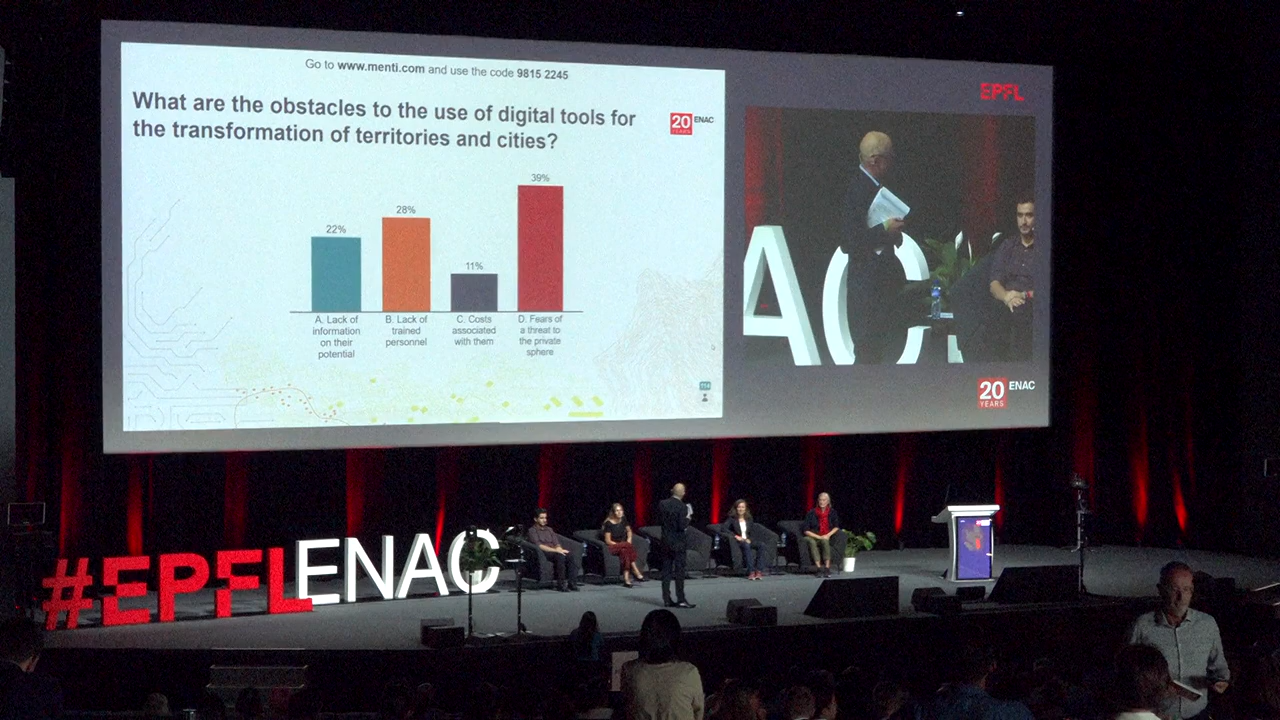 Go to www.menti.com and use the code 9815 2245
What are the obstacles to the use of digital tools for
the transformation of territories and cities?
20
YEARS
ENAC
22%
28%
11%
39%
A. Lack of
information
on their
potential
B. Lack of
trained
personnel
C. Costs
associated
with them
D. Fears of
a threat to
the private
sphere
EPFL
20
YEARS
ENAC
#EPFLENAC